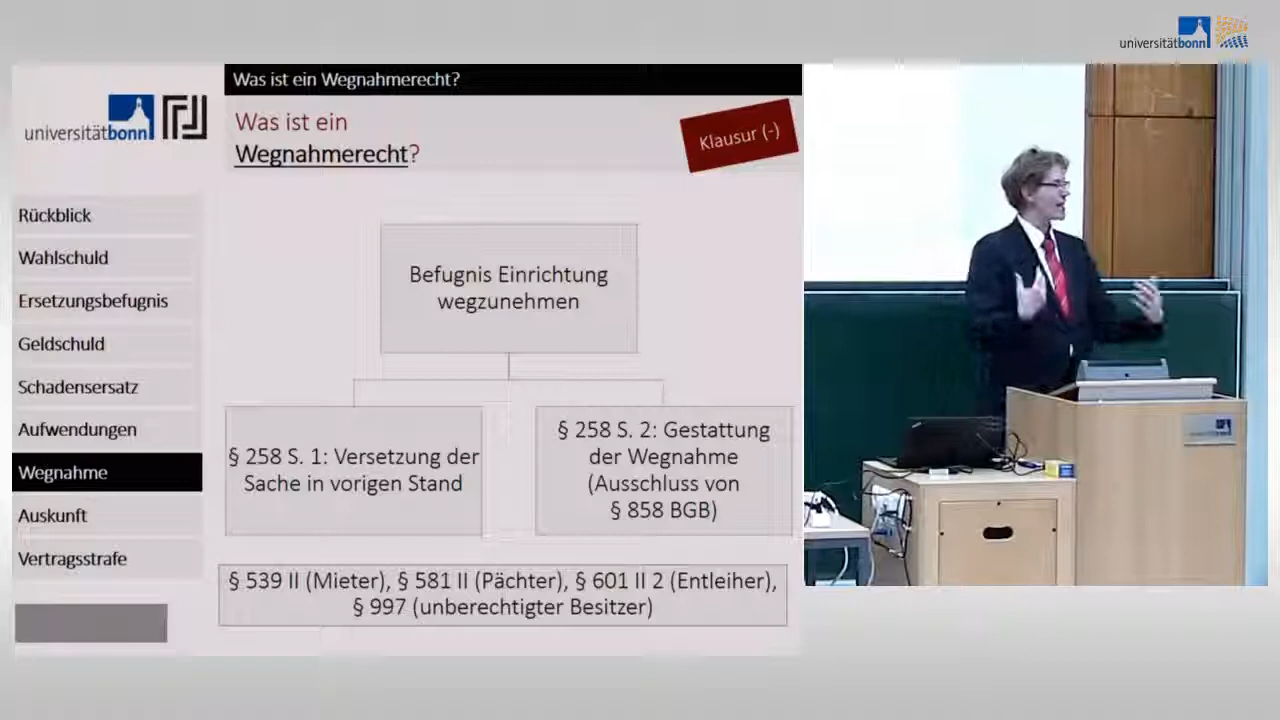 universitätbonn
Was ist ein Wegnahmerecht?
universitätbonn
Was ist ein
Wegnahmerecht?
Klausur (-)
Rückblick
Wahlschuld
Ersetzungsbefugnis
Geldschuld
Schadensersatz
Aufwendungen
Wegnahme
Auskunft
Vertragsstrafe
Befugnis Einrichtung
wegzunehmen
§ 258 S. 1: Versetzung der
Sache in vorigen Stand
§ 258 S. 2: Gestattung
der Wegnahme
(Ausschluss von
§ 858 BGB)
§ 539 II (Mieter), § 581 II (Pächter), § 601 II 2 (Entleiher),
§ 997 (unberechtigter Besitzer)